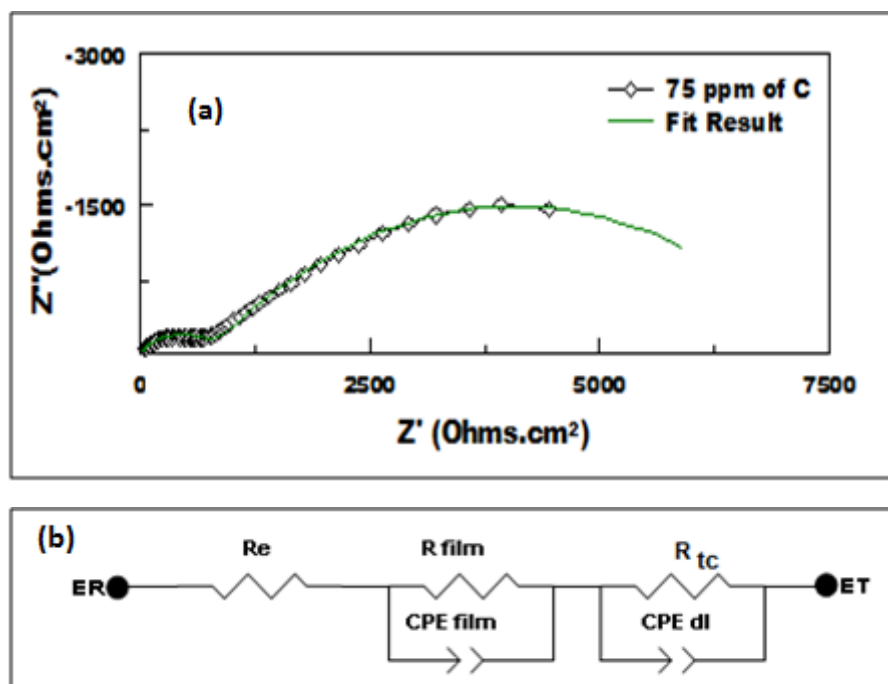 -3000
(a)
75 ppm of C
Fit Result
Z''(Ohms.cm²)
-1500
0 2500 5000 7500
Z' (Ohms.cm²)
(b)
Re R film R tc
ER ET
CPE film CPE dl